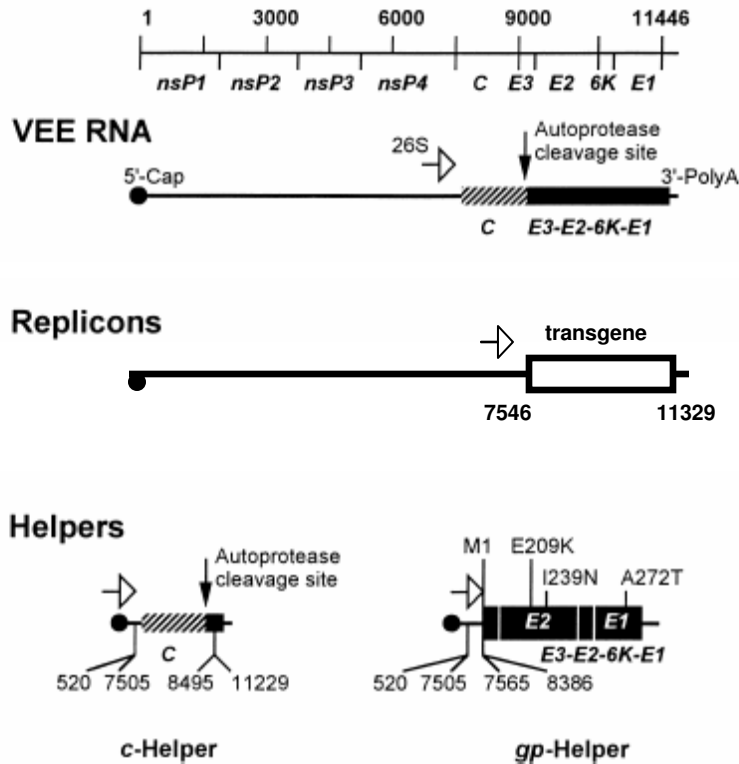 1 3000 6000 9000 11446
nsP1 nsP2 nsP3 nsP4 C E3 E2 6K E1
VEE RNA
26S
Autoprotease
cleavage site
5'-Cap
3'-PolyA
C E3-E2-6K-E1
Replicons
transgene
7546 11329
Helpers
Autoprotease
cleavage site
C
520 7505 8495 11229
c-Helper
M1 E209K
I239N A272T
E2 E1
E3-E2-6K-E1
520 7505 7565 8386
gp-Helper